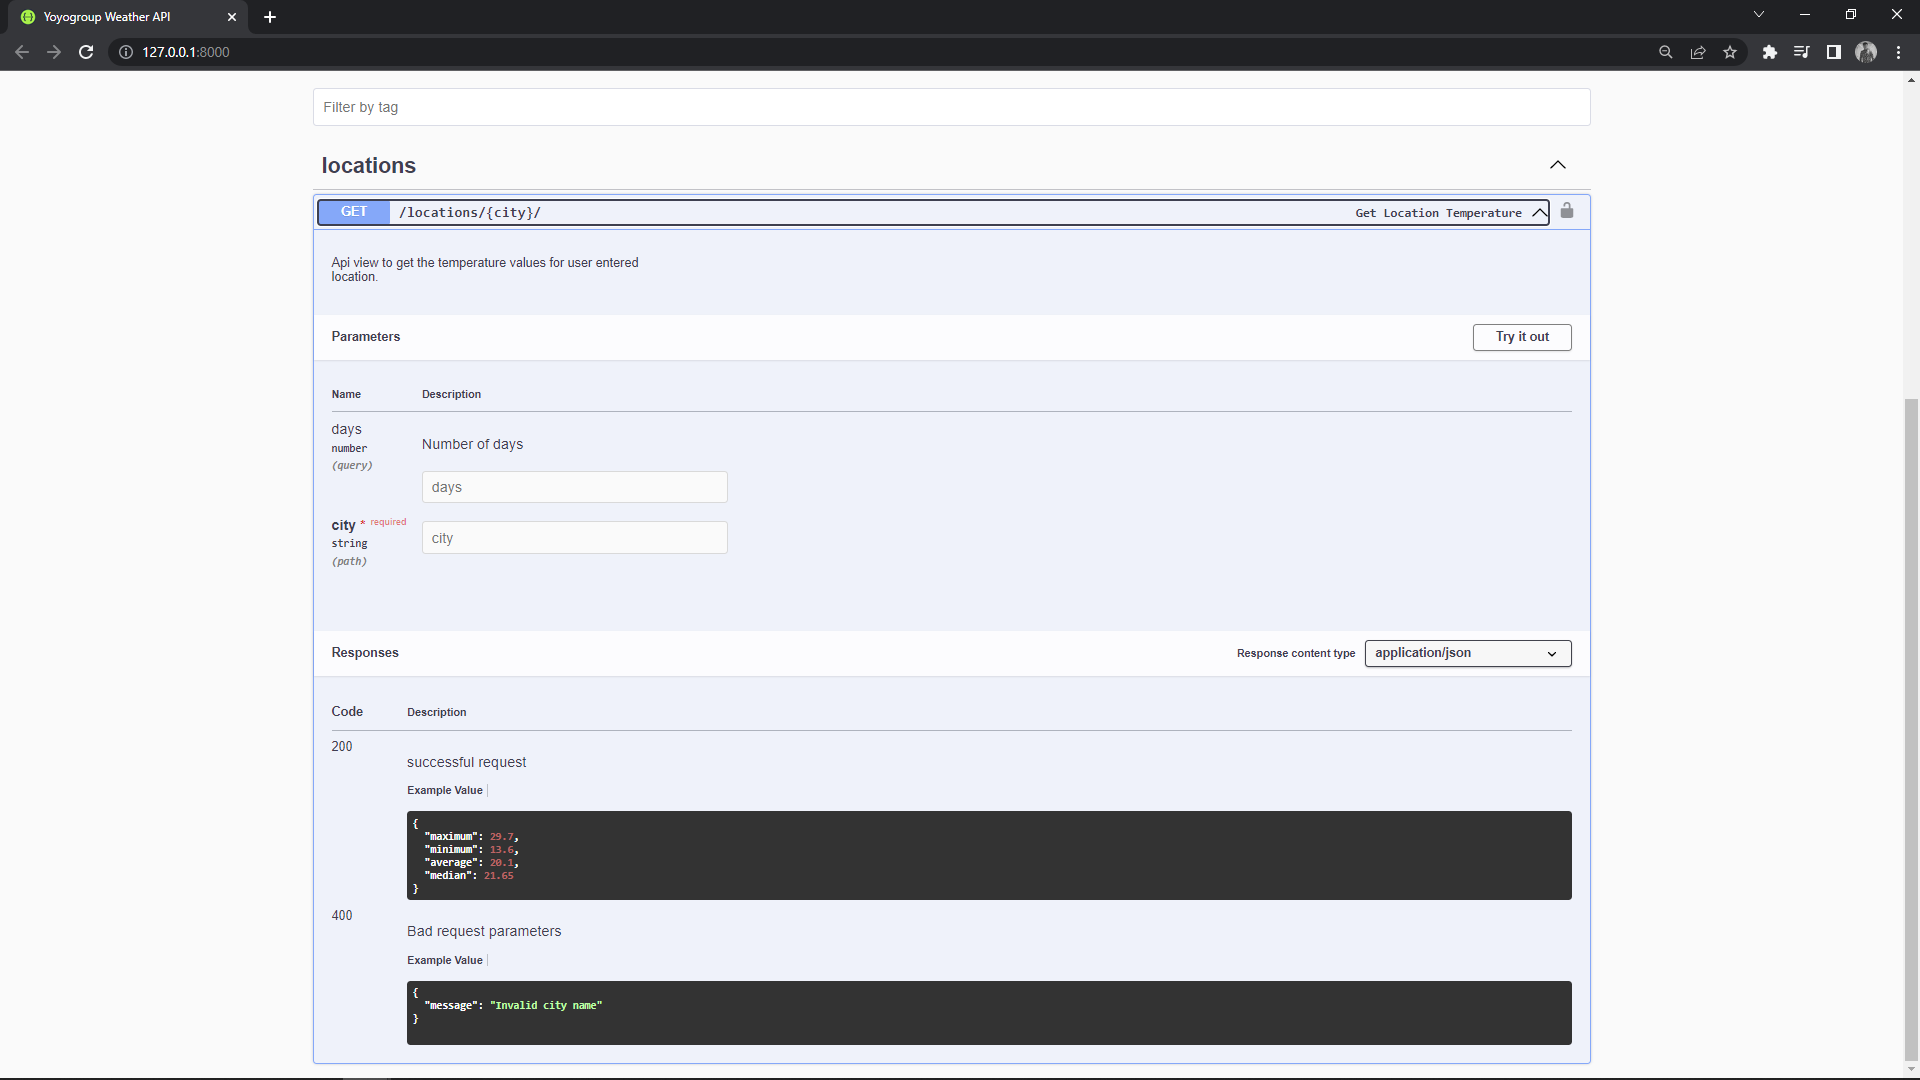 Yoyogroup Weather API
127.0.0.1:8000
Filter by tag
locations
GET /locations/{city}/ Get Location Temperature
Api view to get the temperature values for user entered
location.
Parameters Try it out
Name Description
days
number
(query)
Number of days
days
city * required
string
(path)
city
Responses Response content type application/json
Code Description
200
successful request
Example Value
{
"maximum": 29.7,
"minimum": 13.6,
"average": 20.1,
"median": 21.65
}
400
Bad request parameters
Example Value
{
"message": "Invalid city name"
}